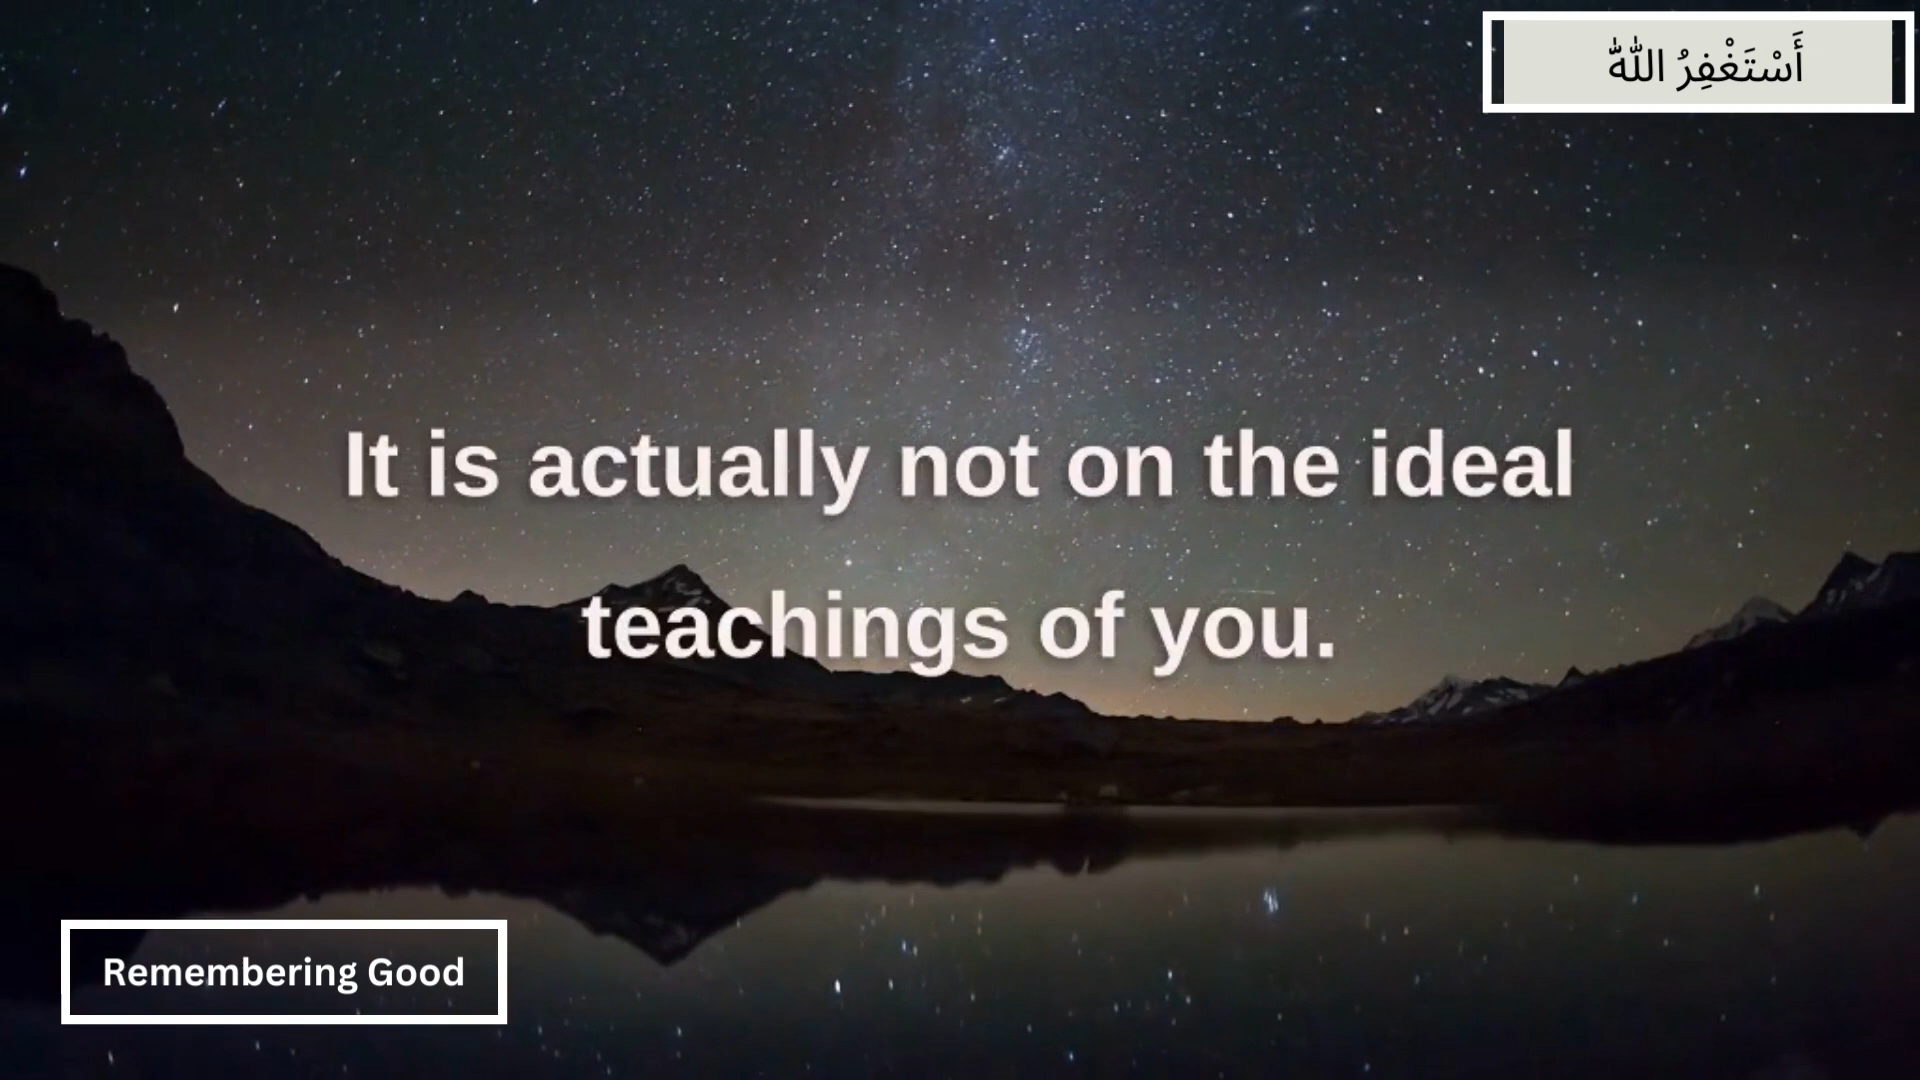 أَسْتَغْفِرُ اللّٰهَ
It is actually not on the ideal
teachings of you.
Remembering Good